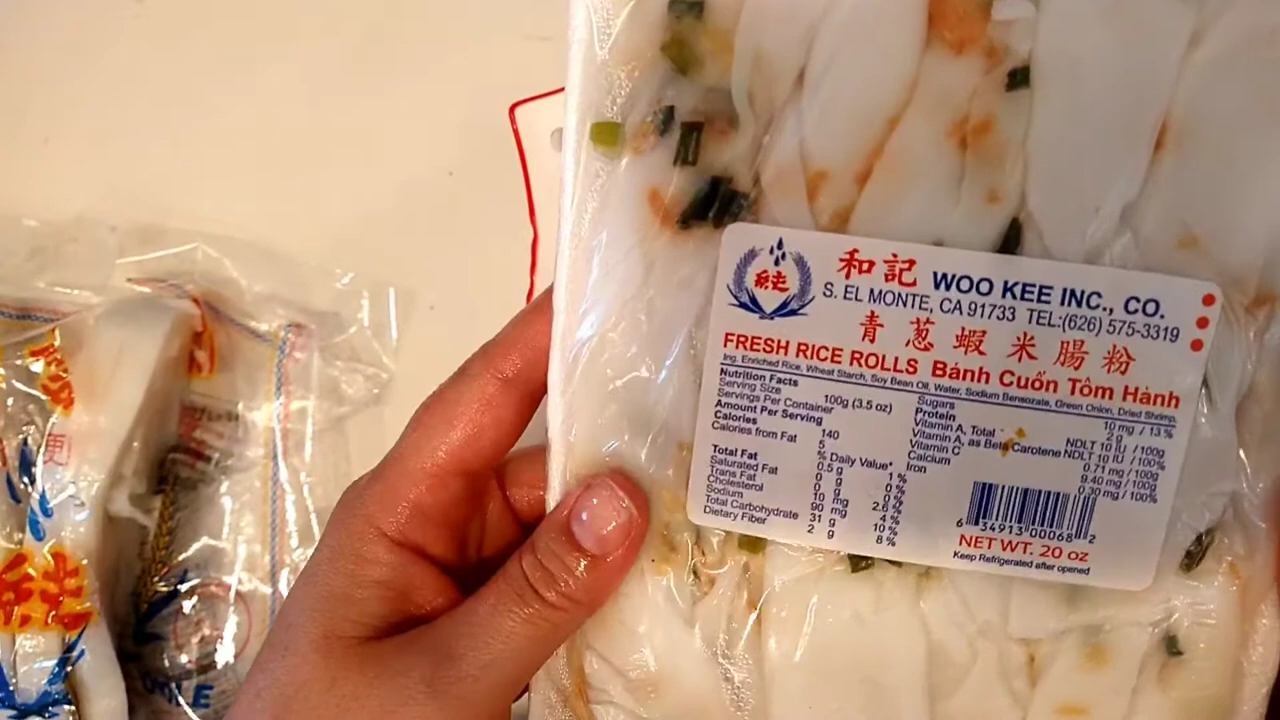 純
和記 WOO KEE INC., CO.
S. EL MONTE, CA 91733 TEL:(626) 575-3319
青葱蝦米腸粉
FRESH RICE ROLLS Bánh Cuốn Tôm Hành
Ing. Enriched Rice, Wheat Starch, Soy Bean Oil, Water, Sodium Bensozate, Green Onion, Dried Shrimp.
Nutrition Facts
Serving Size 100g (3.5 oz)
Servings Per Container
Amount Per Serving
Calories 140
Calories from Fat 5
% Daily Value*
Total Fat 0.5 g 1 %
Saturated Fat 0 g 0%
Trans Fat 0 g
Cholesterol 10 mg 2.6 %
Sodium 90 mg 4 %
Total Carbohydrate 31 g 10 %
Dietary Fiber 2 g 8 %
Sugars
Protein
10 mg / 13 %
2 g
Vitamin A, Total NDLT 10 IU / 100g
Vitamin A, as Beta Carotene NDLT 10 IU / 100%
Vitamin C 0.71 mg / 100g
Calcium 9.40 mg / 100g
Iron 0.30 mg / 100%
6 34913 00068 2
NET WT. 20 oz
Keep Refrigerated after opened
純